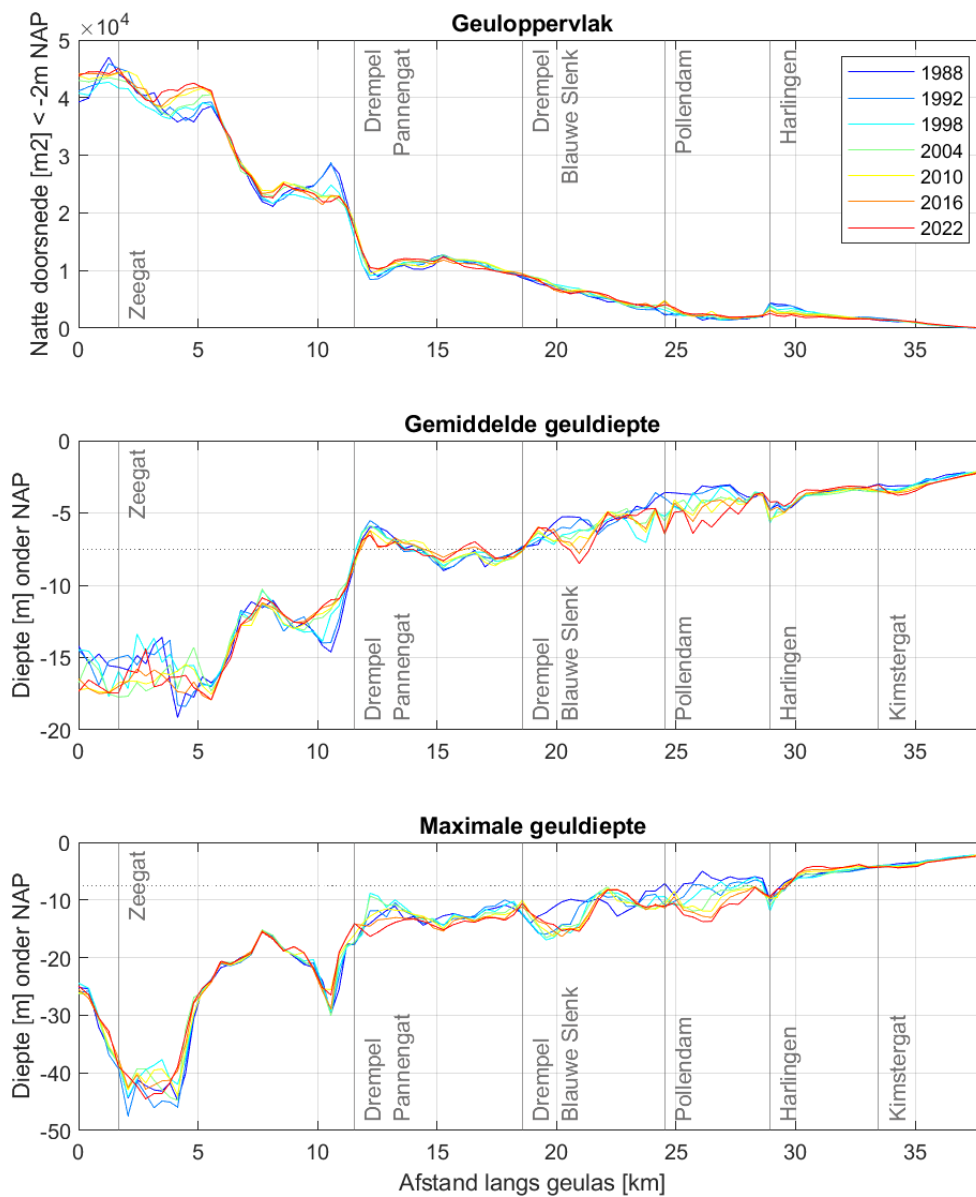 Geuloppervlak
×10⁴
Natte doorsnede [m2] < -2m NAP
5
4
3
2
1
0
0
5
10
15
20
25
30
35
Zeegat
Drempel
Pannengat
Drempel
Blauwe Slenk
Pollendam
Harlingen
1988
1992
1998
2004
2010
2016
2022
Gemiddelde geuldiepte
Diepte [m] onder NAP
0
-5
-10
-15
-20
0
5
10
15
20
25
30
35
Zeegat
Drempel
Pannengat
Drempel
Blauwe Slenk
Pollendam
Harlingen
Kimstergat
Maximale geuldiepte
Diepte [m] onder NAP
0
-10
-20
-30
-40
-50
0
5
10
15
20
25
30
35
Zeegat
Drempel
Pannengat
Drempel
Blauwe Slenk
Pollendam
Harlingen
Kimstergat
Afstand langs geulas [km]